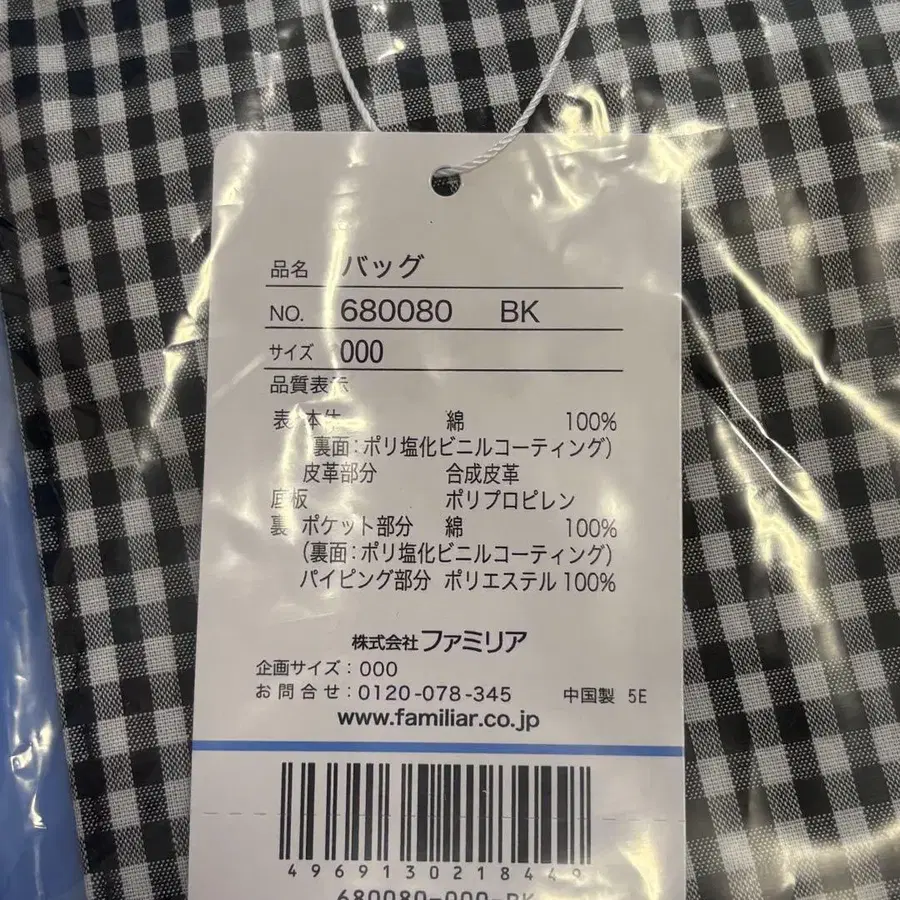 品名 バッグ
NO. 680080 BK
サイズ 000
品質表示
表 本体 綿 100%
(裏面:ポリ塩化ビニルコーティング)
皮革部分 合成皮革
底板 ポリプロピレン
裏 ポケット部分 綿 100%
(裏面:ポリ塩化ビニルコーティング)
パイピング部分 ポリエステル 100%
株式会社ファミリア
企画サイズ:000
お問合せ:0120-078-345 中国製 5E
www.familiar.co.jp
4969130218449
680080-000-BK